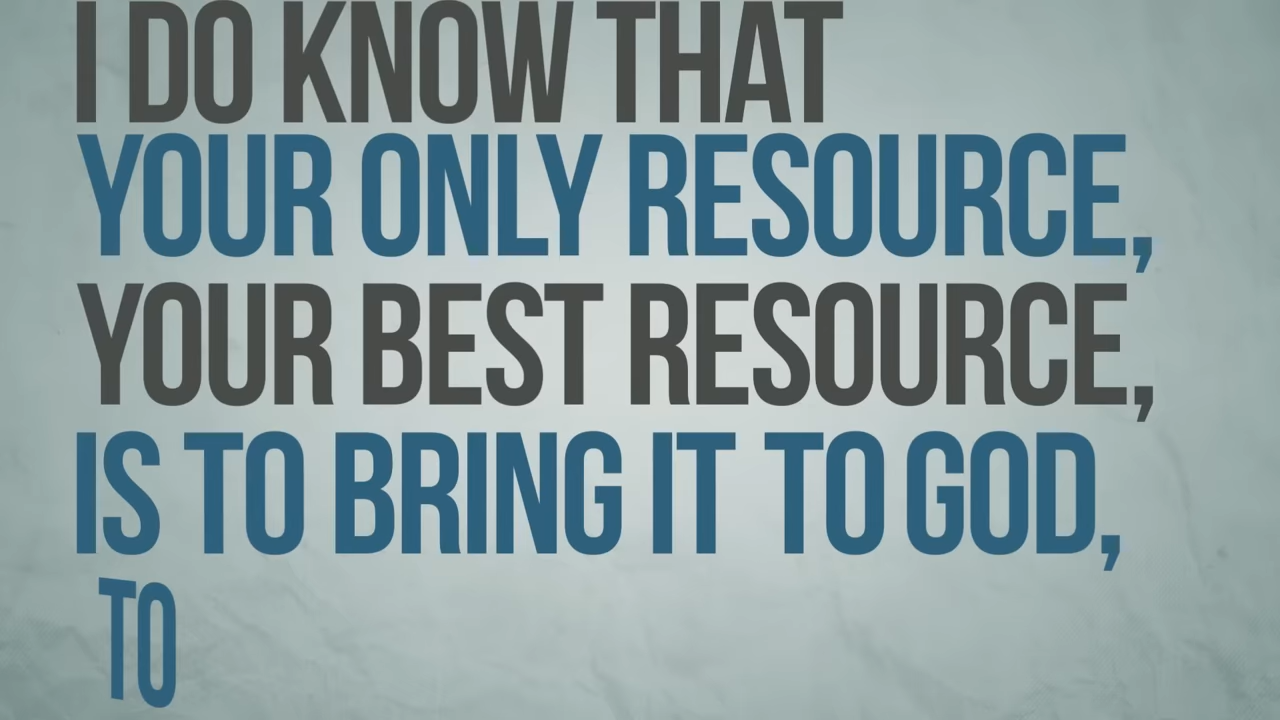 I DO KNOW THAT
YOUR ONLY RESOURCE,
YOUR BEST RESOURCE,
IS TO BRING IT TO GOD,
TO